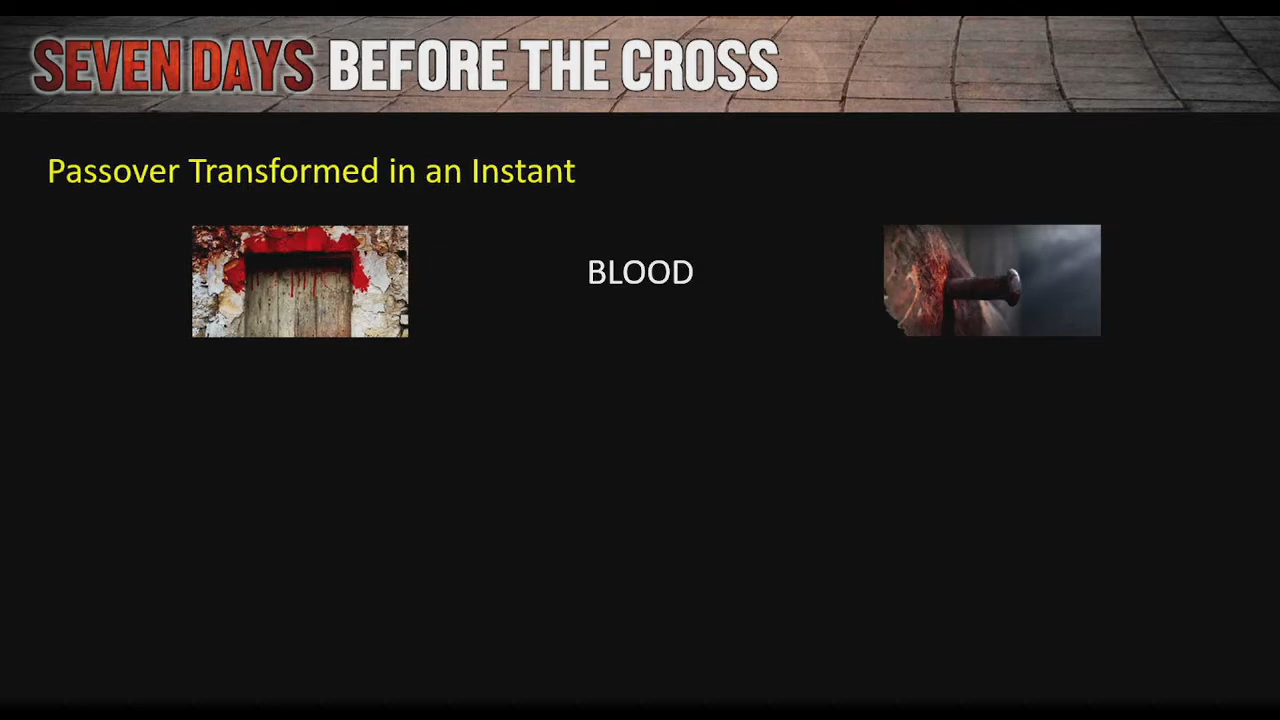 SEVEN DAYS BEFORE THE CROSS
Passover Transformed in an Instant
BLOOD